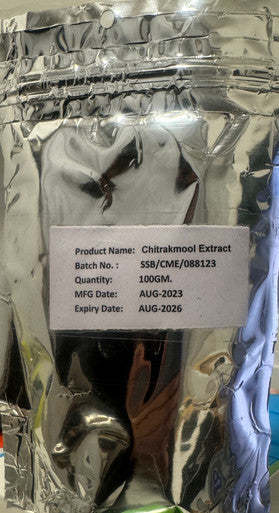 Product Name: Chitrakmool Extract
Batch No. : SSB/CME/088123
Quantity: 100GM.
MFG Date: AUG-2023
Expiry Date: AUG-2026